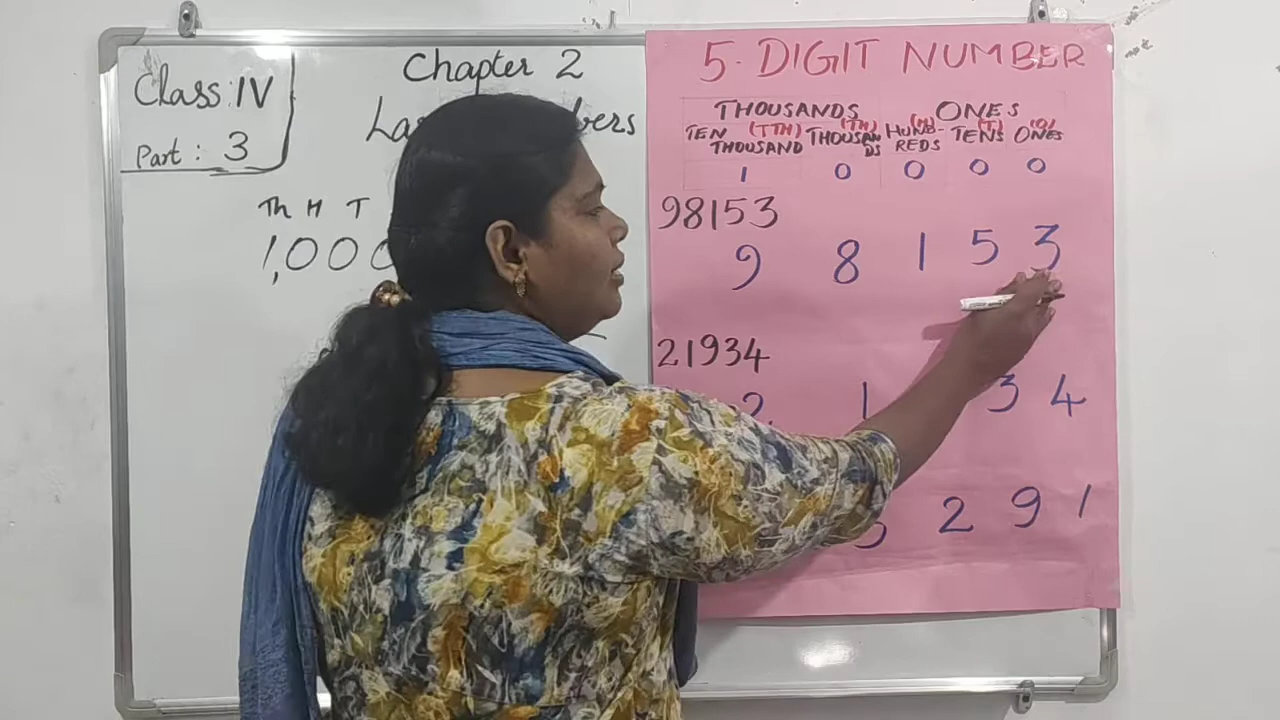 Class: IV
Part: 3
Chapter 2
Th H T
1,000
5. DIGIT NUMBER
THOUSANDS ONES
TEN THOUSAND (TTH) THOUSANDS (TH) HUNDREDS (H) TENS (T) ONES (O)
1 0 0 0 0
98153
9 8 1 5 3
21934
2 1 3 4
2 9 1